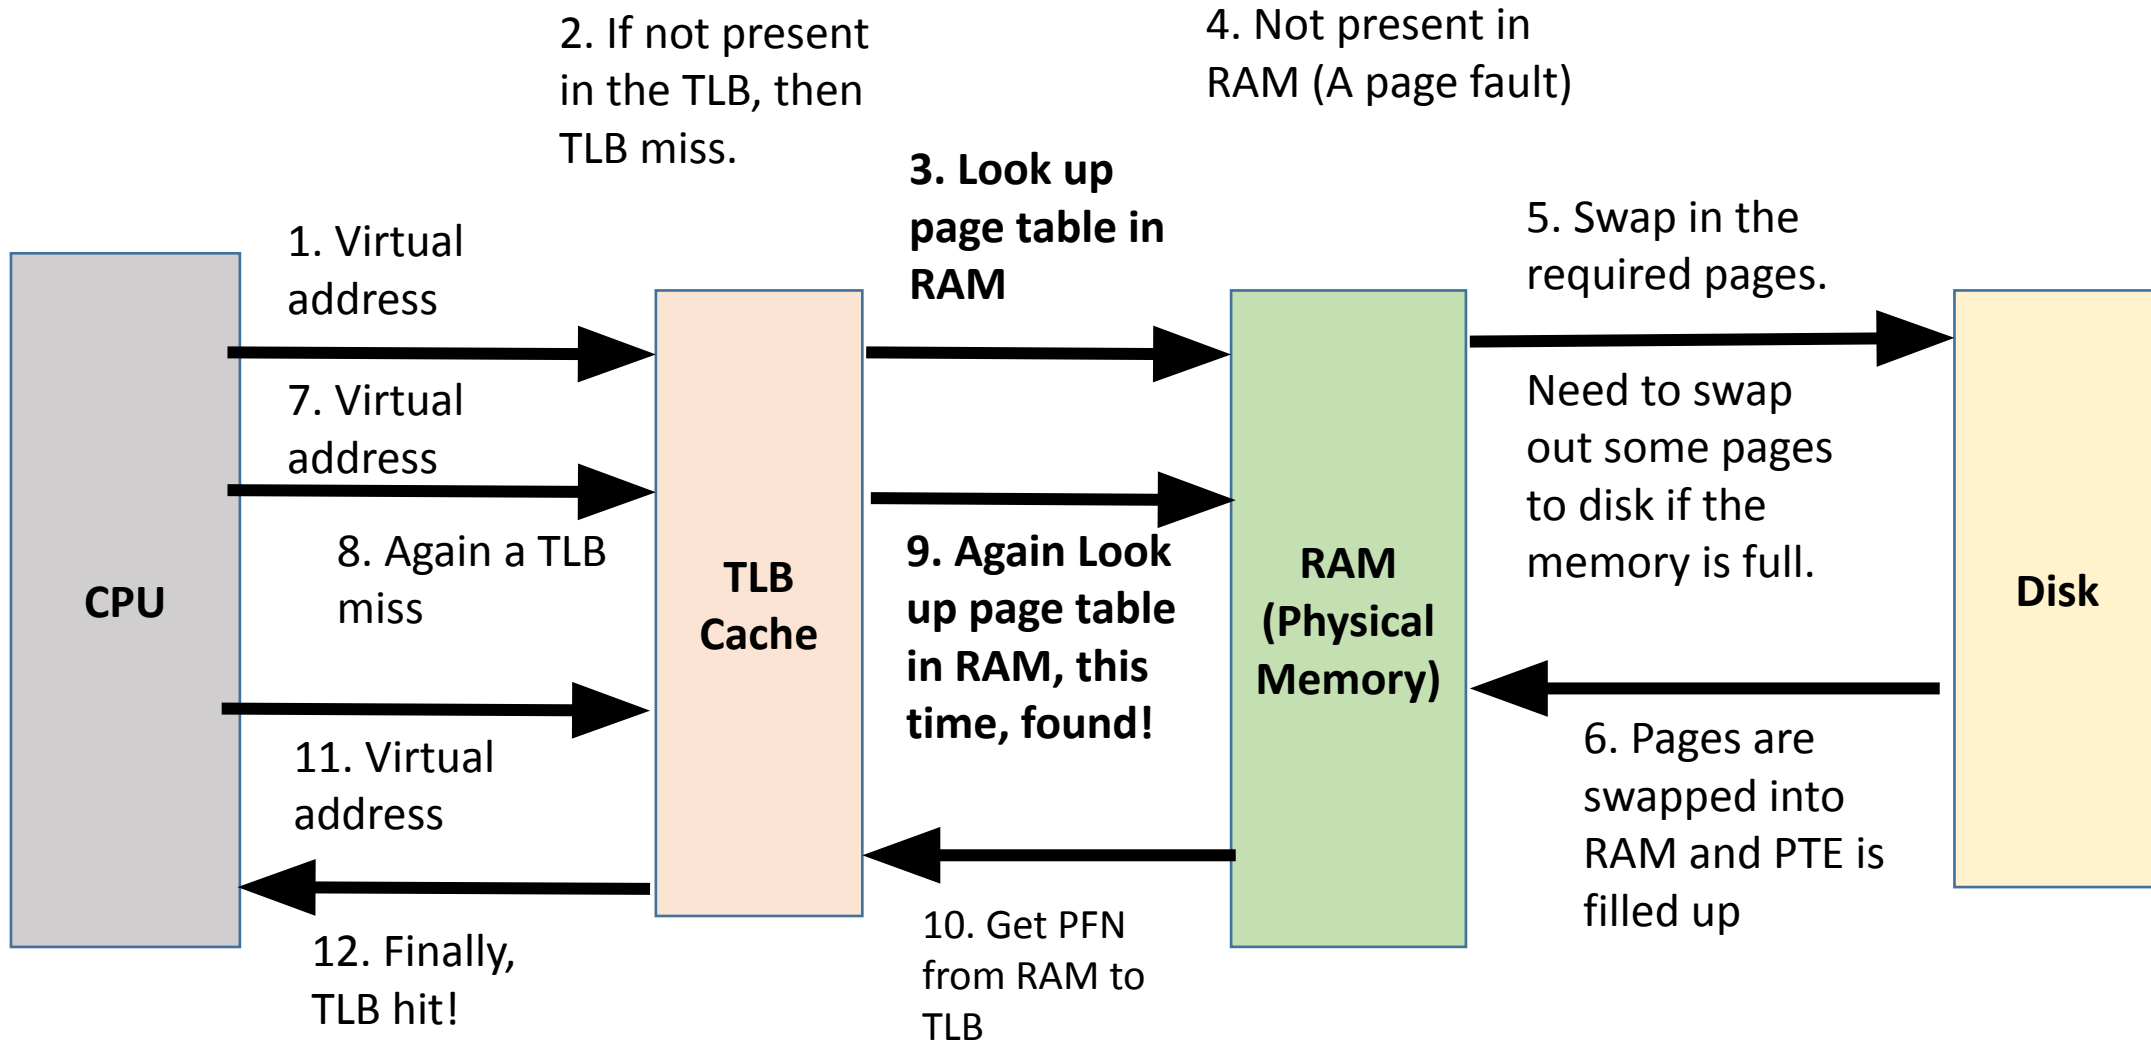 2. If not present
in the TLB, then
TLB miss.
4. Not present in
RAM (A page fault)
3. Look up
page table in
RAM
1. Virtual
address
5. Swap in the
required pages.
7. Virtual
address
Need to swap
out some pages
to disk if the
memory is full.
8. Again a TLB
miss
9. Again Look
up page table
in RAM, this
time, found!
CPU
TLB
Cache
RAM
(Physical
Memory)
Disk
11. Virtual
address
6. Pages are
swapped into
RAM and PTE is
filled up
12. Finally,
TLB hit!
10. Get PFN
from RAM to
TLB